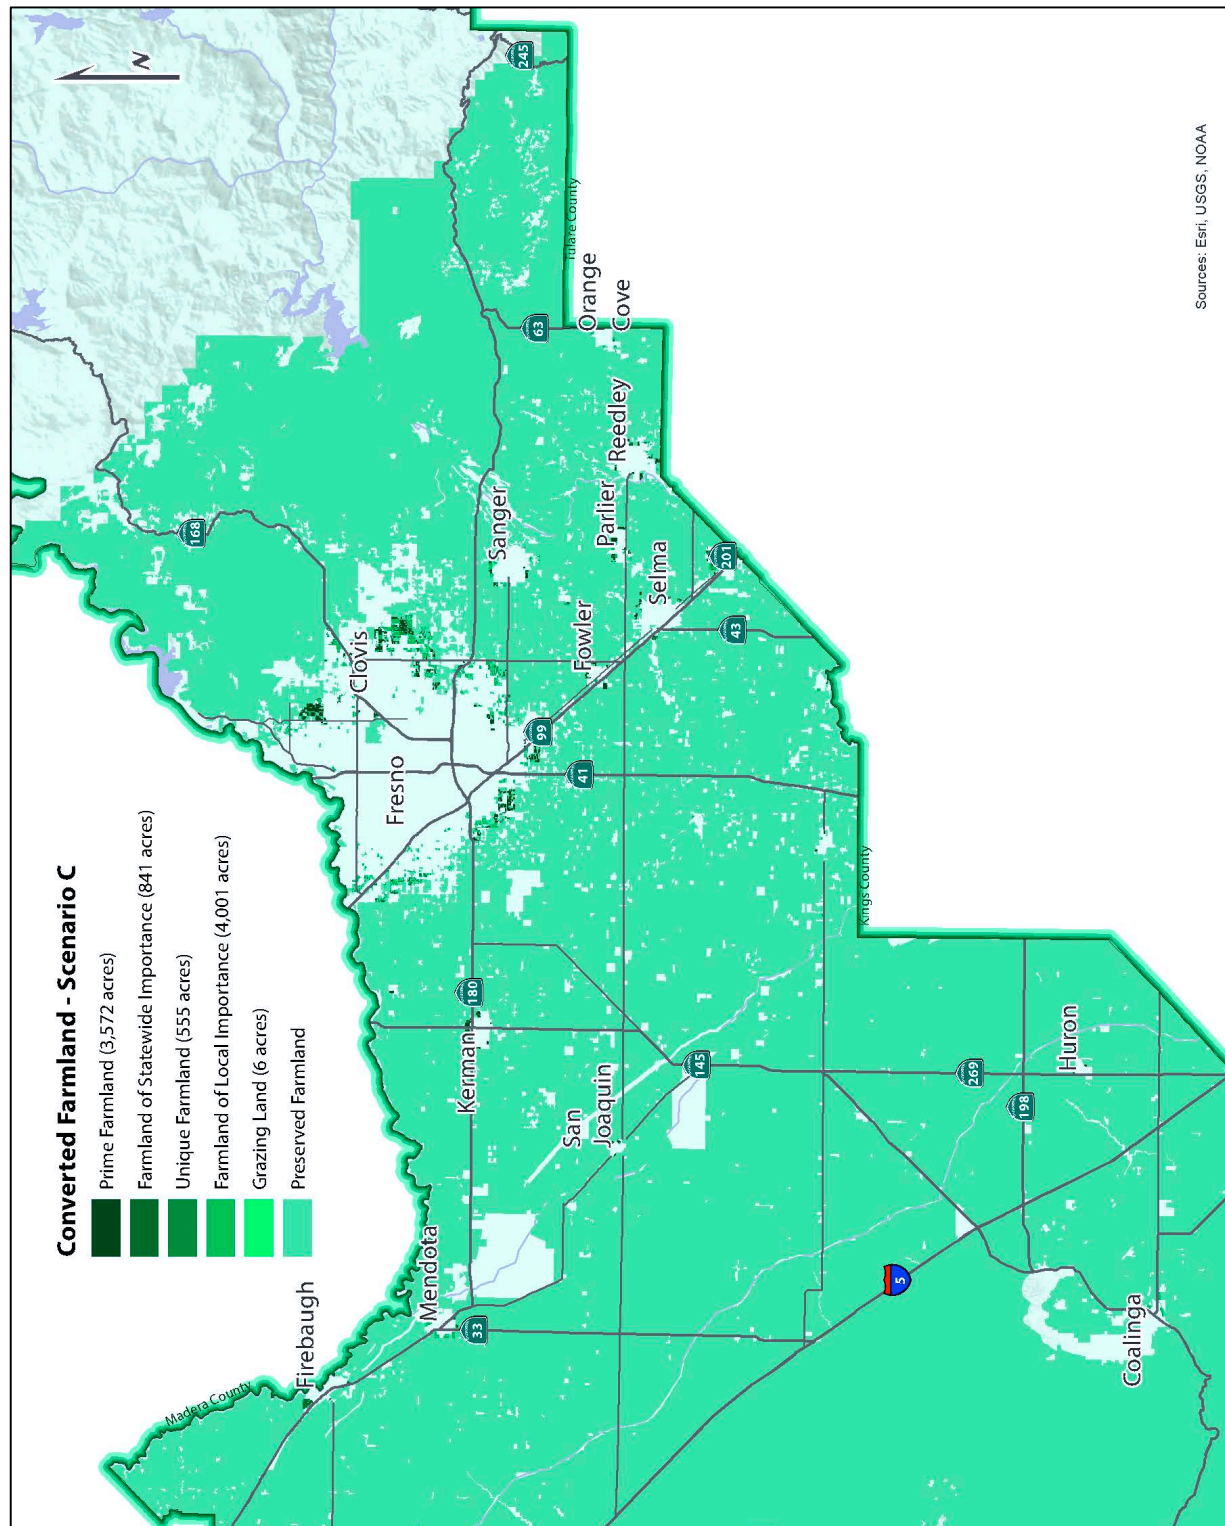 Converted Farmland - Scenario C
Prime Farmland (3,572 acres)
Farmland of Statewide Importance (841 acres)
Unique Farmland (555 acres)
Farmland of Local Importance (4,001 acres)
Grazing Land (6 acres)
Preserved Farmland
N
Madera County
Firebaugh
Mendota
33
Kerman
180
San
Joaquin
145
Fresno
Clovis
168
41
99
Fowler
Sanger
Selma
Parlier
Reedley
Orange
Cove
63
245
Tulare County
201
43
Kings County
269
198
Huron
5
Coalinga
Sources: Esri, USGS, NOAA